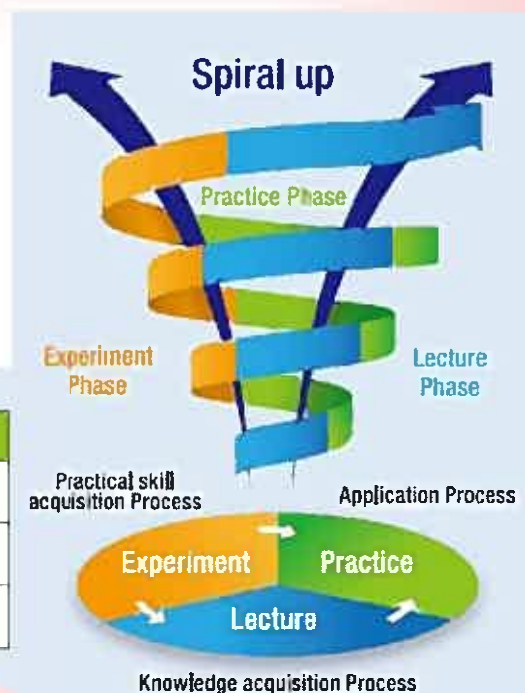 Spiral up
Practice Phase
Experiment
Phase
Lecture
Phase
Practical skill
acquisition Process
Application Process
Experiment
Practice
Lecture
Knowledge acquisition Process